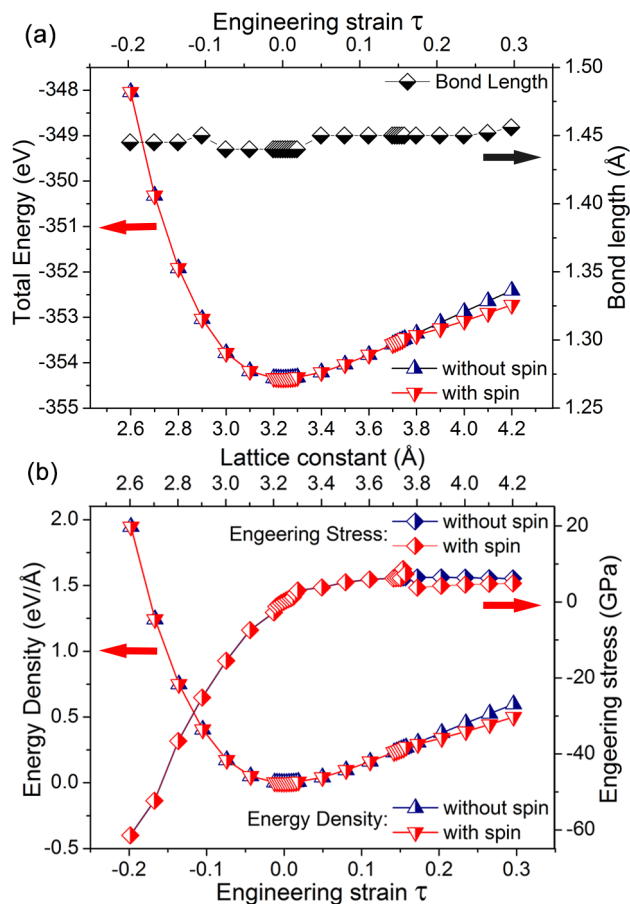 (a)
Engineering strain τ
-0.2 -0.1 0.0 0.1 0.2 0.3
Bond Length
-348
-349
-350
-351
-352
-353
-354
-355
Total Energy (eV)
1.50
1.45
1.40
1.35
1.30
1.25
Bond length (Å)
without spin
with spin
2.6 2.8 3.0 3.2 3.4 3.6 3.8 4.0 4.2
Lattice constant (Å)
(b)
2.6 2.8 3.0 3.2 3.4 3.6 3.8 4.0 4.2
Engeering Stress:
without spin
with spin
2.0
1.5
1.0
0.5
0.0
-0.5
Energy Density (eV/Å)
20
0
-20
-40
-60
Engeering stress (GPa)
Energy Density:
without spin
with spin
-0.2 -0.1 0.0 0.1 0.2 0.3
Engineering strain τ